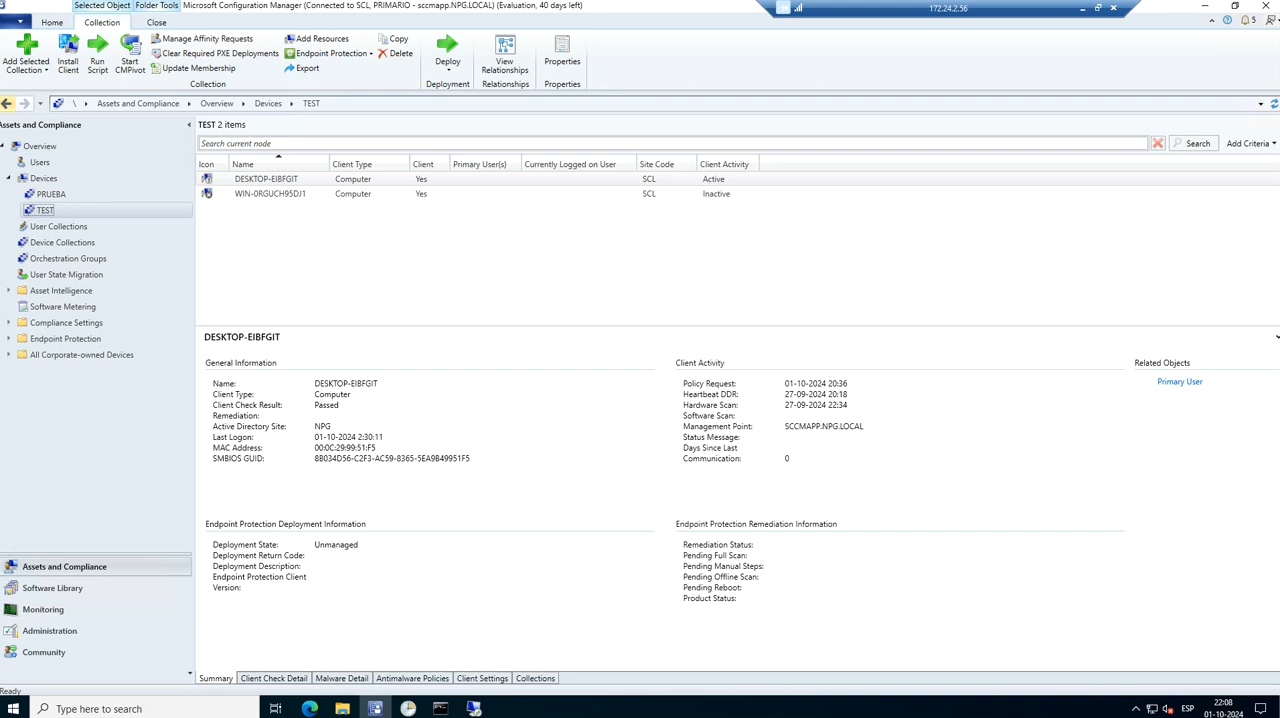 Selected Object Folder Tools Microsoft Configuration Manager (Connected to SCL, PRIMARIO - sccmapp.NPG.LOCAL) (Evaluation, 40 days left)
172.24.2.56
Home Collection Close
5
Add Selected Collection
Install Client
Run Script
Start CMPivot
Manage Affinity Requests
Clear Required PXE Deployments
Update Membership
Add Resources
Endpoint Protection
Export
Copy
Delete
Collection
Deploy
Deployment
View Relationships
Relationships
Properties
Properties
\ Assets and Compliance Overview Devices TEST
Assets and Compliance
Overview
Users
Devices
PRUEBA
TEST
User Collections
Device Collections
Orchestration Groups
User State Migration
Asset Intelligence
Software Metering
Compliance Settings
Endpoint Protection
All Corporate-owned Devices
Assets and Compliance
Software Library
Monitoring
Administration
Community
TEST 2 items
Search current node
Search
Add Criteria
Icon Name Client Type Client Primary User(s) Currently Logged on User Site Code Client Activity
DESKTOP-EIBFGIT Computer Yes SCL Active
WIN-0RGUCH95DJ1 Computer Yes SCL Inactive
DESKTOP-EIBFGIT
General Information
Name: DESKTOP-EIBFGIT
Client Type: Computer
Client Check Result: Passed
Remediation:
Active Directory Site: NPG
Last Logon: 01-10-2024 2:30:11
MAC Address: 00:0C:29:99:51:F5
SMBIOS GUID: 8B034D56-C2F3-AC59-8365-5EA9B49951F5
Client Activity
Policy Request: 01-10-2024 20:36
Heartbeat DDR: 27-09-2024 20:18
Hardware Scan: 27-09-2024 22:34
Software Scan:
Management Point: SCCMAPP.NPG.LOCAL
Status Message:
Days Since Last
Communication: 0
Related Objects
Primary User
Endpoint Protection Deployment Information
Deployment State: Unmanaged
Deployment Return Code:
Deployment Description:
Endpoint Protection Client
Version:
Endpoint Protection Remediation Information
Remediation Status:
Pending Full Scan:
Pending Manual Steps:
Pending Offline Scan:
Pending Reboot:
Product Status:
Summary Client Check Detail Malware Detail Antimalware Policies Client Settings Collections
Ready
Type here to search
ESP
22:08
01-10-2024